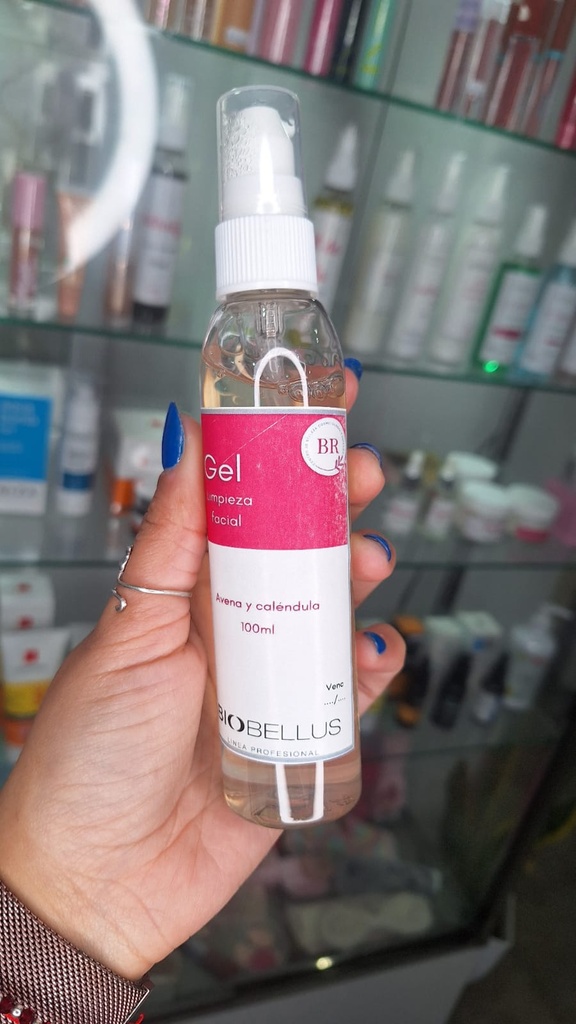 BR
Gel
Limpieza
facial
Avena y caléndula
100ml
Venc
..../....
BIOBELLUS
LINEA PROFESIONAL